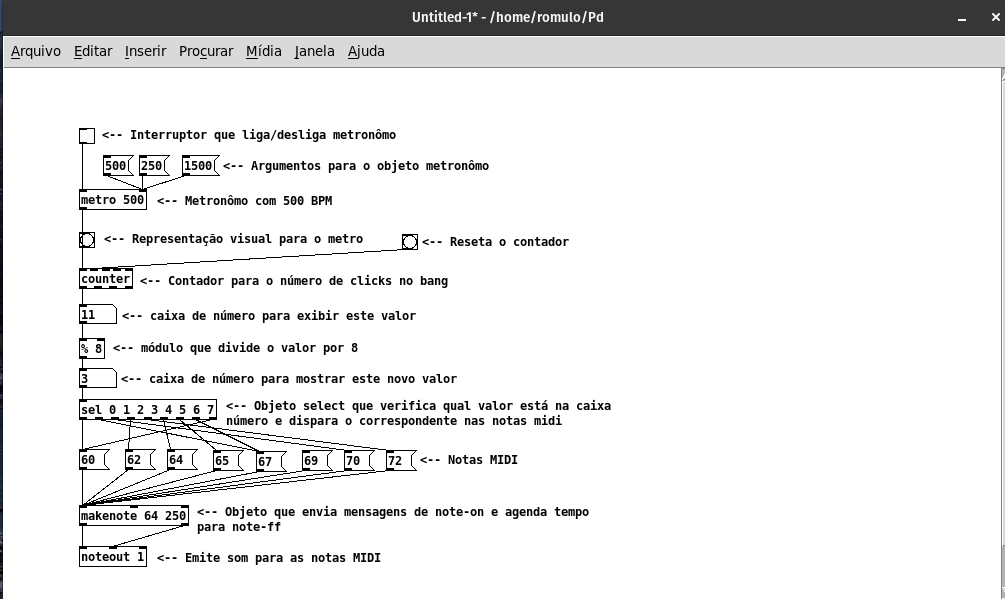 Untitled-1* - /home/romulo/Pd
Arquivo Editar Inserir Procurar Mídia Janela Ajuda
<-- Interruptor que liga/desliga metronômo
500 250 1500 <-- Argumentos para o objeto metronômo
metro 500 <-- Metronômo com 500 BPM
<-- Representação visual para o metro <-- Reseta o contador
counter <-- Contador para o número de clicks no bang
11 <-- caixa de número para exibir este valor
% 8 <-- módulo que divide o valor por 8
3 <-- caixa de número para mostrar este novo valor
sel 0 1 2 3 4 5 6 7 <-- Objeto select que verifica qual valor está na caixa
número e dispara o correspondente nas notas midi
60 62 64 65 67 69 70 72 <-- Notas MIDI
makenote 64 250 <-- Objeto que envia mensagens de note-on e agenda tempo
para note-ff
noteout 1 <-- Emite som para as notas MIDI